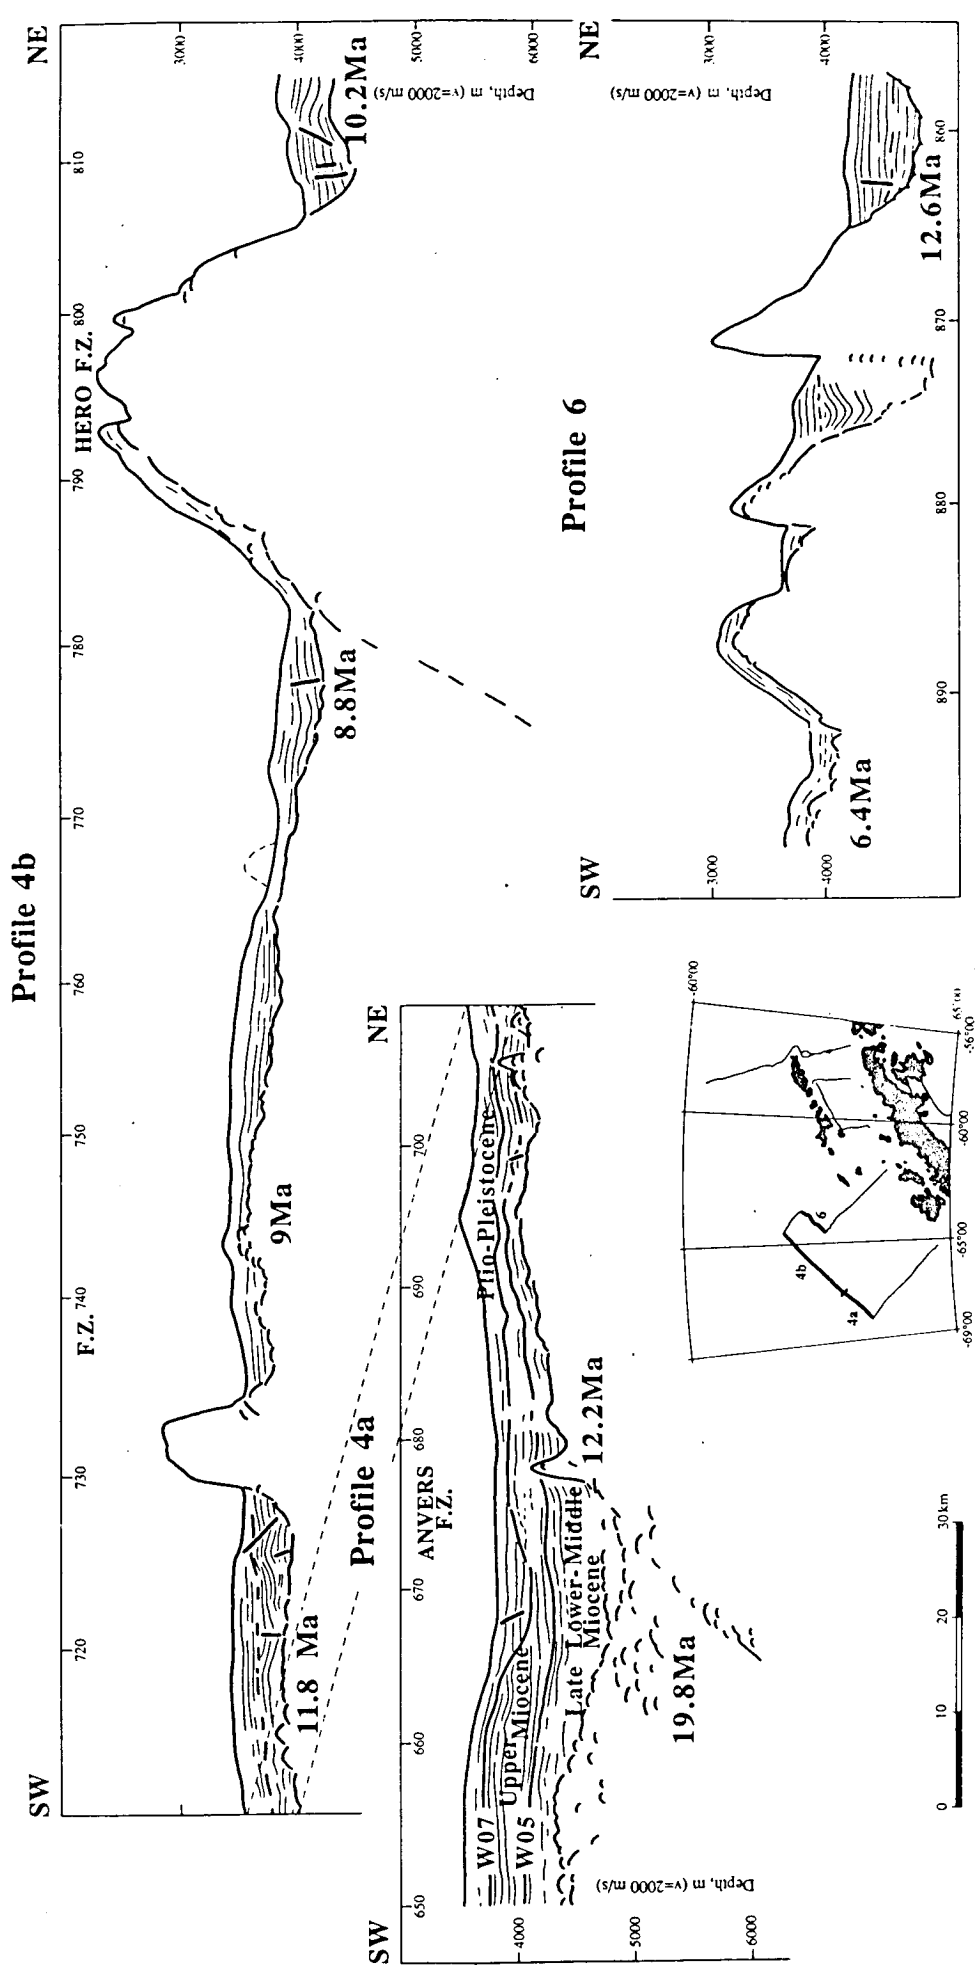 Profile 4b
SW
NE
720
730
740
750
760
770
780
790
800
810
F.Z.
HERO F.Z.
3000
4000
5000
6000
Depth, m (v=2000 m/s)
11.8 Ma
9Ma
8.8Ma
10.2Ma
Profile 4a
SW
NE
650
660
670
680
690
700
ANVERS
F.Z.
W07
W05
Upper
Miocene
Plio-Pleistocene
Late Lower-Middle
Miocene
19.8Ma
12.2Ma
4000
5000
6000
Depth, m (v=2000 m/s)
Profile 6
SW
NE
3000
4000
3000
4000
Depth, m (v=2000 m/s)
6.4Ma
12.6Ma
890
880
870
860
-60°00
65°00
-56°00
-60°00
-65°00
-69°00
4a
4b
6
0
10
20
30km